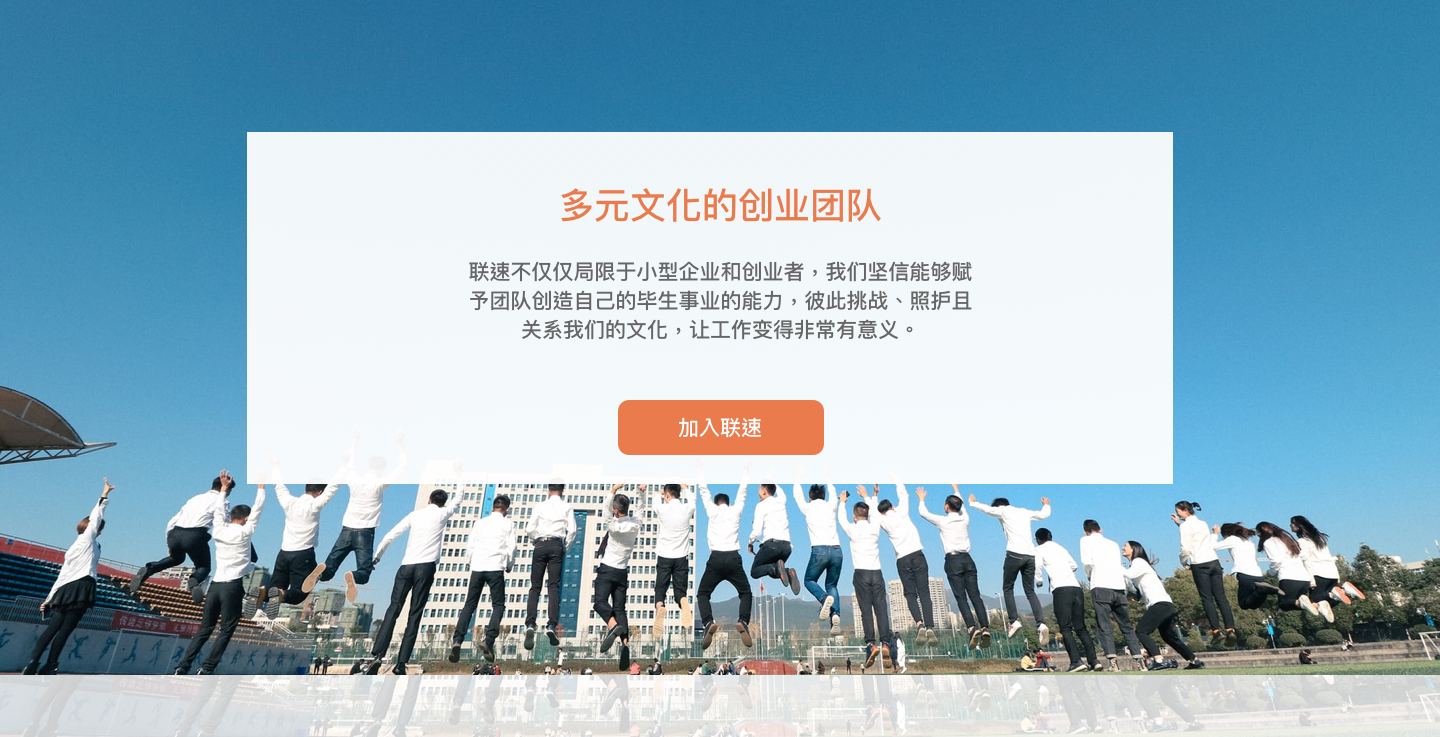 多元文化的创业团队
联速不仅仅局限于小型企业和创业者，我们坚信能够赋
予团队创造自己的毕生事业的能力，彼此挑战、照护且
关系我们的文化，让工作变得非常有意义。
加入联速